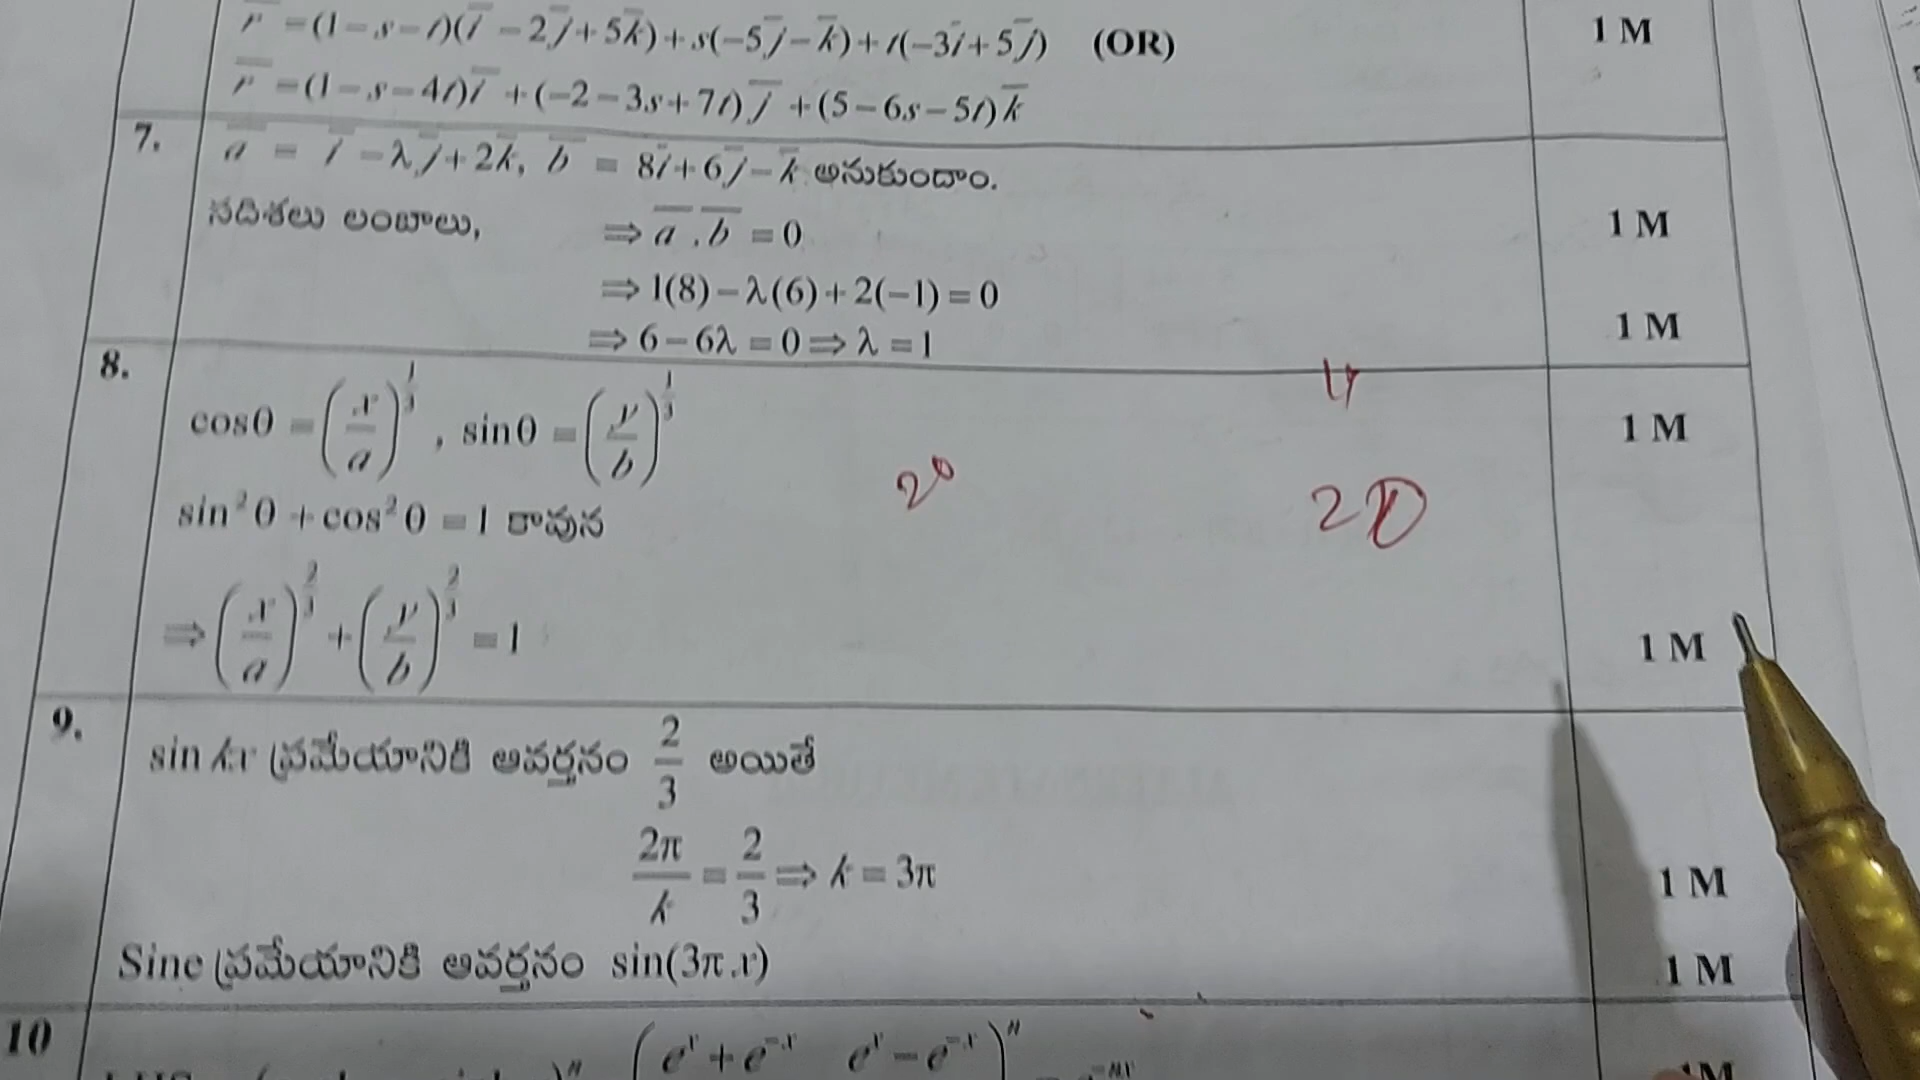 r̄ = (1 – s – t)(ī – 2j̄ + 5k̄) + s(–5j̄ – k̄) + t(–3ī + 5j̄) (OR) 1 M
r̄ = (1 – s – 4t)ī + (–2 – 3s + 7t)j̄ + (5 – 6s – 5t)k̄
7. ā = ī – λj̄ + 2k̄, b̄ = 8ī + 6j̄ – k̄ అనుకుందాం.
సదిశలు లంబాలు, ⇒ ā . b̄ = 0 1 M
⇒ 1(8) – λ(6) + 2(–1) = 0
⇒ 6 – 6λ = 0 ⇒ λ = 1 1 M
8. cosθ = (x/a)^(1/3), sinθ = (y/b)^(1/3) 1 M
sin²θ + cos²θ = 1 కావున
⇒ (x/a)^(2/3) + (y/b)^(2/3) = 1 1 M
9. sin kx ప్రమేయానికి ఆవర్తనం 2/3 అయితే
2π/k = 2/3 ⇒ k = 3π 1 M
Sine ప్రమేయానికి ఆవర్తనం sin(3πx) 1 M
10 (e^x + e^-x e^x – e^-x)^n